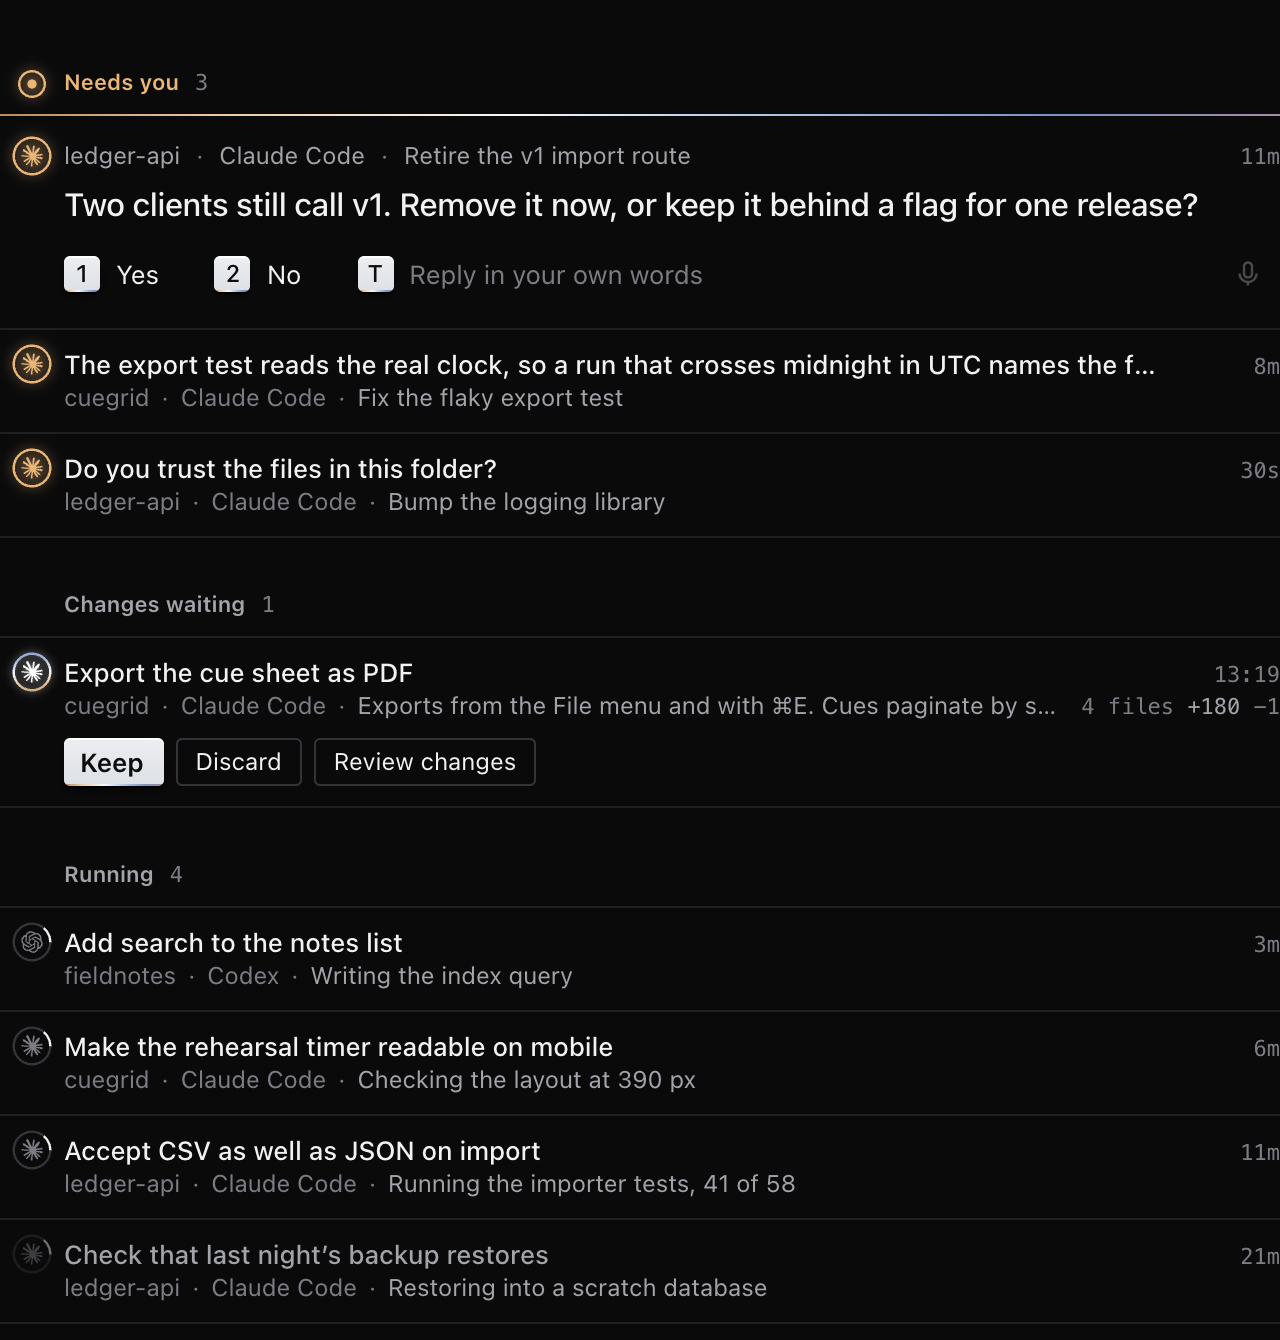 Needs you 3
ledger-api · Claude Code · Retire the v1 import route 11m
Two clients still call v1. Remove it now, or keep it behind a flag for one release?
1 Yes 2 No T Reply in your own words
The export test reads the real clock, so a run that crosses midnight in UTC names the f… 8m
cuegrid · Claude Code · Fix the flaky export test
Do you trust the files in this folder? 30s
ledger-api · Claude Code · Bump the logging library
Changes waiting 1
Export the cue sheet as PDF 13:19
cuegrid · Claude Code · Exports from the File menu and with ⌘E. Cues paginate by s… 4 files +180 −1
Keep Discard Review changes
Running 4
Add search to the notes list 3m
fieldnotes · Codex · Writing the index query
Make the rehearsal timer readable on mobile 6m
cuegrid · Claude Code · Checking the layout at 390 px
Accept CSV as well as JSON on import 11m
ledger-api · Claude Code · Running the importer tests, 41 of 58
Check that last night’s backup restores 21m
ledger-api · Claude Code · Restoring into a scratch database